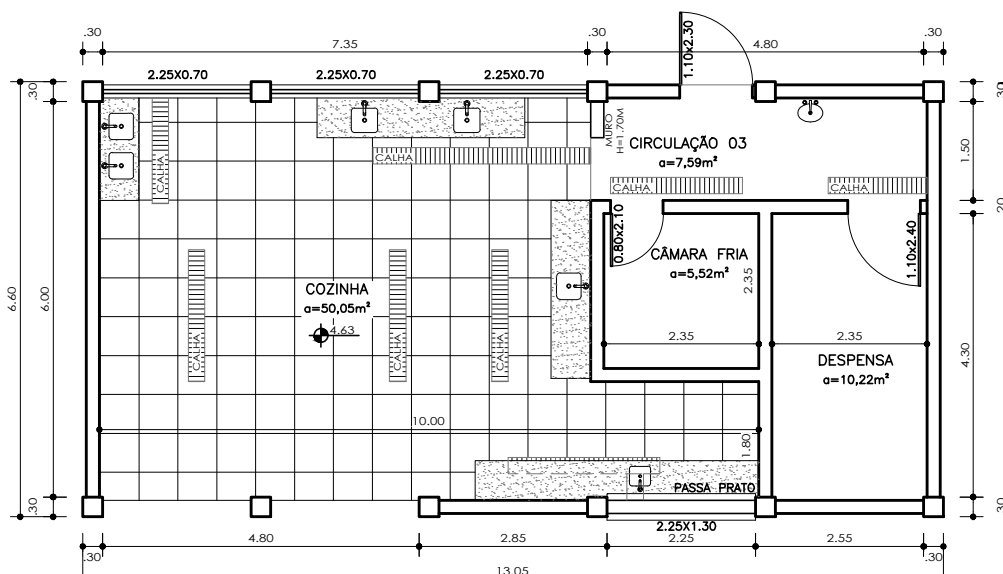 .30
7.35
.30
4.80
.30
2.25X0.70
2.25X0.70
2.25X0.70
1.10x2.30
.30
.30
MURO
H=1.70M
CIRCULAÇÃO 03
a=7,59m²
1.50
CALHA
CALHA
CALHA
CALHA
.20
0.80x2.10
1.10x2.40
CÂMARA FRIA
a=5,52m²
2.35
COZINHA
a=50,05m²
4.63
6.60
6.00
CALHA
CALHA
CALHA
2.35
2.35
DESPENSA
a=10,22m²
4.30
10.00
1.80
PASSA PRATO
.30
.30
2.25X1.30
4.80
2.85
2.25
2.55
.30
.30
13.05